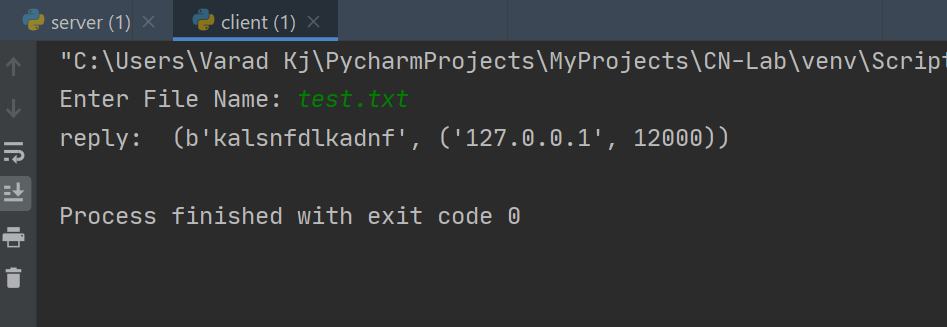 server (1)
client (1)
"C:\Users\Varad Kj\PycharmProjects\MyProjects\CN-Lab\venv\Script
Enter File Name: test.txt
reply:  (b'kalsnfdlkadnf', ('127.0.0.1', 12000))
Process finished with exit code 0